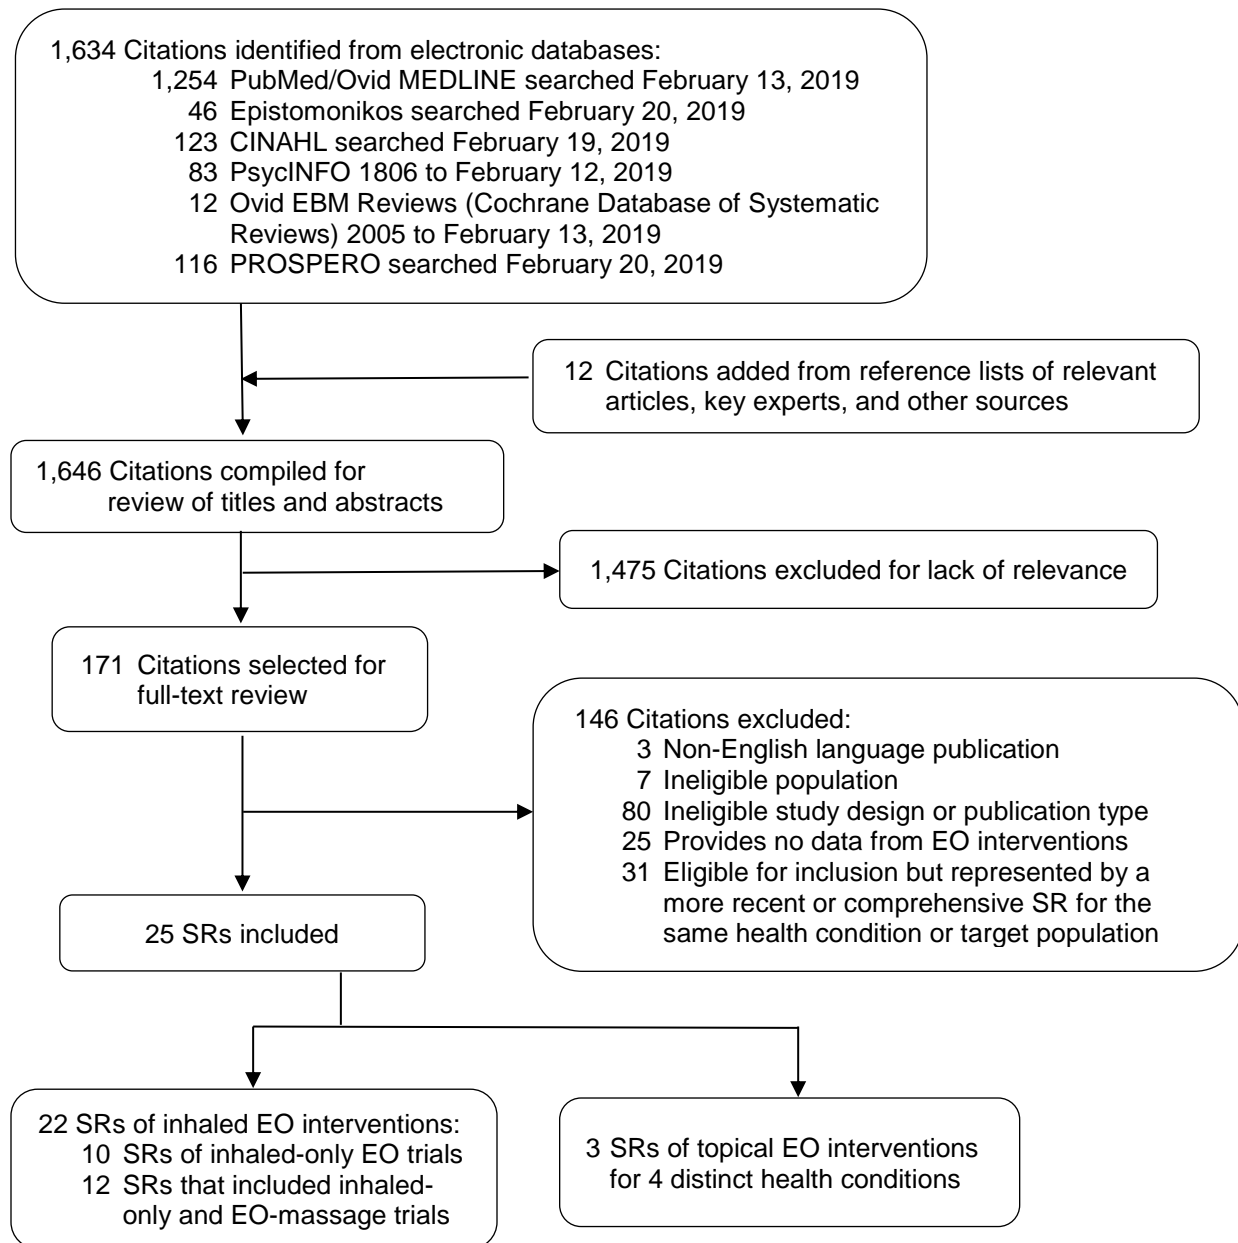 1,634 Citations identified from electronic databases:
1,254 PubMed/Ovid MEDLINE searched February 13, 2019
46 Epistomonikos searched February 20, 2019
123 CINAHL searched February 19, 2019
83 PsycINFO 1806 to February 12, 2019
12 Ovid EBM Reviews (Cochrane Database of Systematic
Reviews) 2005 to February 13, 2019
116 PROSPERO searched February 20, 2019
12 Citations added from reference lists of relevant
articles, key experts, and other sources
1,646 Citations compiled for
review of titles and abstracts
1,475 Citations excluded for lack of relevance
171 Citations selected for
full-text review
146 Citations excluded:
3 Non-English language publication
7 Ineligible population
80 Ineligible study design or publication type
25 Provides no data from EO interventions
31 Eligible for inclusion but represented by a
more recent or comprehensive SR for the
same health condition or target population
25 SRs included
22 SRs of inhaled EO interventions:
10 SRs of inhaled-only EO trials
12 SRs that included inhaled-
only and EO-massage trials
3 SRs of topical EO interventions
for 4 distinct health conditions